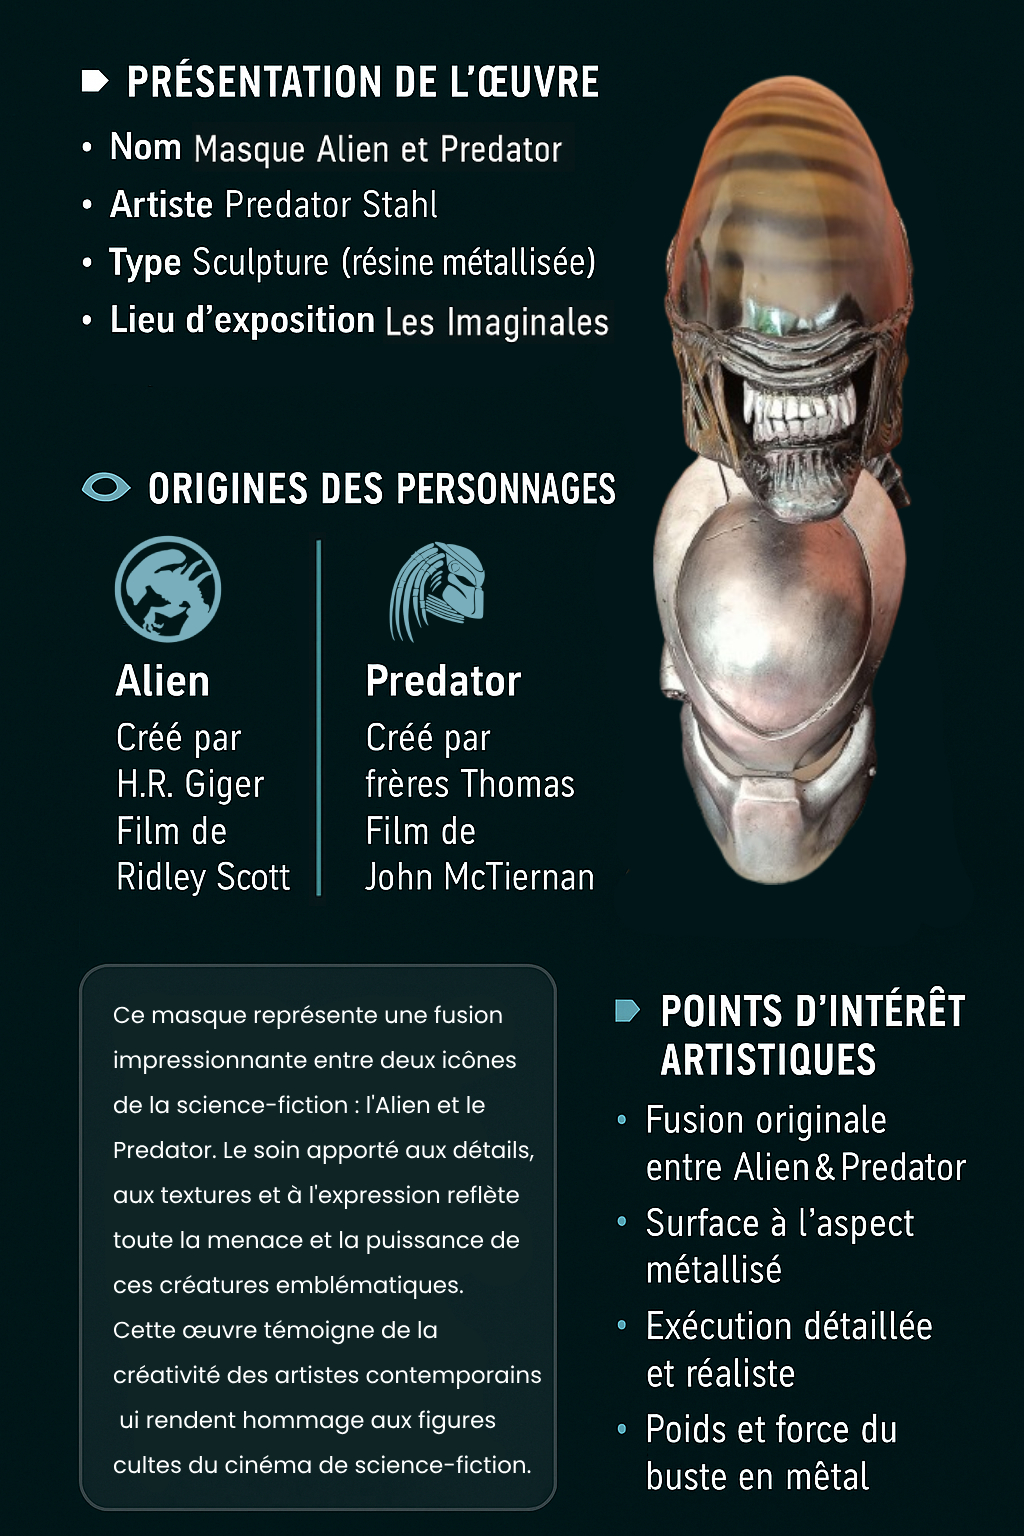 PRÉSENTATION DE L’ŒUVRE
• Nom Masque Alien et Predator
• Artiste Predator Stahl
• Type Sculpture (résine métallisée)
• Lieu d’exposition Les Imaginales
ORIGINES DES PERSONNAGES
Alien
Créé par
H.R. Giger
Film de
Ridley Scott
Predator
Créé par
frères Thomas
Film de
John McTiernan
Ce masque représente une fusion
impressionnante entre deux icônes
de la science-fiction : l'Alien et le
Predator. Le soin apporté aux détails,
aux textures et à l'expression reflète
toute la menace et la puissance de
ces créatures emblématiques.
Cette œuvre témoigne de la
créativité des artistes contemporains
ui rendent hommage aux figures
cultes du cinéma de science-fiction.
POINTS D’INTÉRÊT
ARTISTIQUES
• Fusion originale
entre Alien & Predator
• Surface à l’aspect
métallisé
• Exécution détaillée
et réaliste
• Poids et force du
buste en mêtal